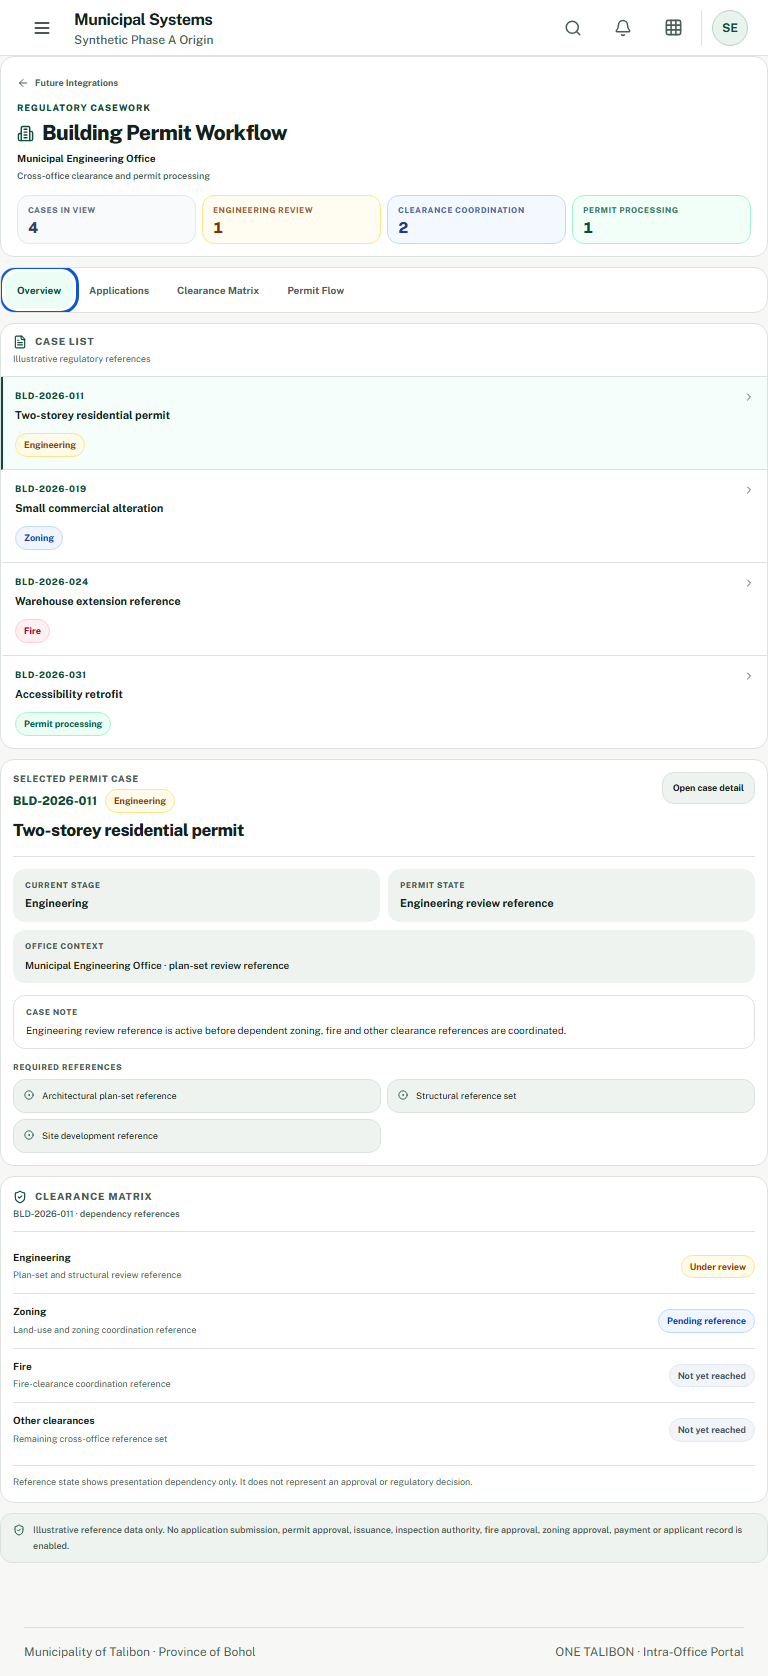 Municipal Systems
Synthetic Phase A Origin
SE
Future Integrations
REGULATORY CASEWORK
Building Permit Workflow
Municipal Engineering Office
Cross-office clearance and permit processing
CASES IN VIEW
4
ENGINEERING REVIEW
1
CLEARANCE COORDINATION
2
PERMIT PROCESSING
1
Overview
Applications
Clearance Matrix
Permit Flow
CASE LIST
Illustrative regulatory references
BLD-2026-011
Two-storey residential permit
Engineering
BLD-2026-019
Small commercial alteration
Zoning
BLD-2026-024
Warehouse extension reference
Fire
BLD-2026-031
Accessibility retrofit
Permit processing
SELECTED PERMIT CASE
BLD-2026-011
Engineering
Open case detail
Two-storey residential permit
CURRENT STAGE
Engineering
PERMIT STATE
Engineering review reference
OFFICE CONTEXT
Municipal Engineering Office · plan-set review reference
CASE NOTE
Engineering review reference is active before dependent zoning, fire and other clearance references are coordinated.
REQUIRED REFERENCES
Architectural plan-set reference
Structural reference set
Site development reference
CLEARANCE MATRIX
BLD-2026-011 · dependency references
Engineering
Plan-set and structural review reference
Under review
Zoning
Land-use and zoning coordination reference
Pending reference
Fire
Fire-clearance coordination reference
Not yet reached
Other clearances
Remaining cross-office reference set
Not yet reached
Reference state shows presentation dependency only. It does not represent an approval or regulatory decision.
Illustrative reference data only. No application submission, permit approval, issuance, inspection authority, fire approval, zoning approval, payment or applicant record is
enabled.
Municipality of Talibon · Province of Bohol
ONE TALIBON · Intra-Office Portal